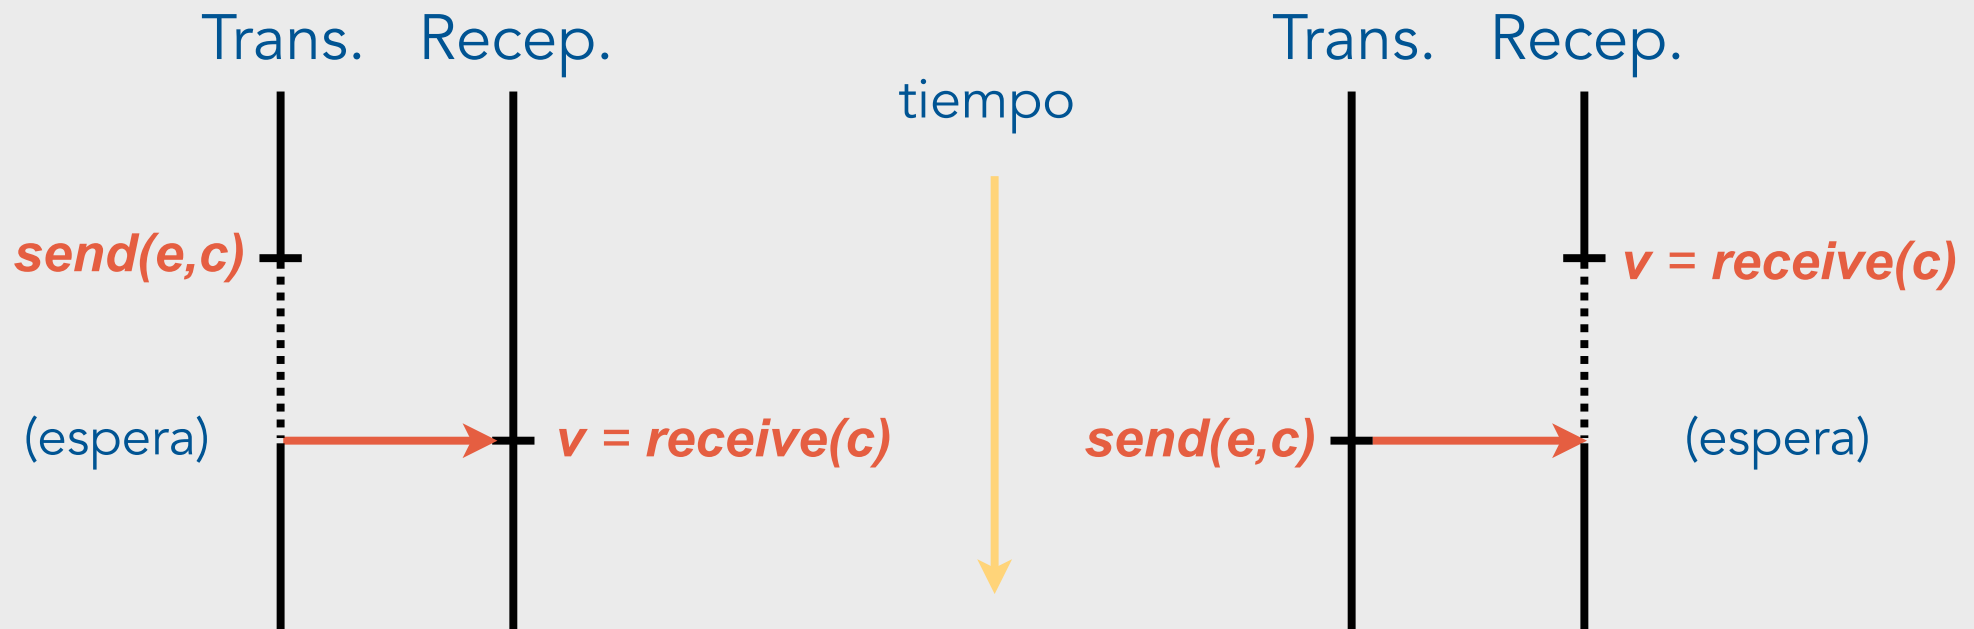 Trans. Recep.
send(e,c)
(espera)
v = receive(c)
tiempo
Trans. Recep.
v = receive(c)
send(e,c)
(espera)